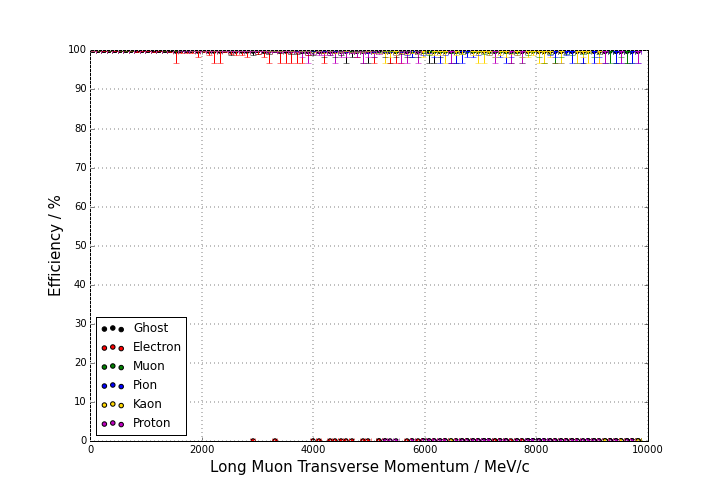 100
90
80
70
60
50
40
30
20
10
0
Efficiency / %
Ghost
Electron
Muon
Pion
Kaon
Proton
0 2000 4000 6000 8000 10000
Long Muon Transverse Momentum / MeV/c